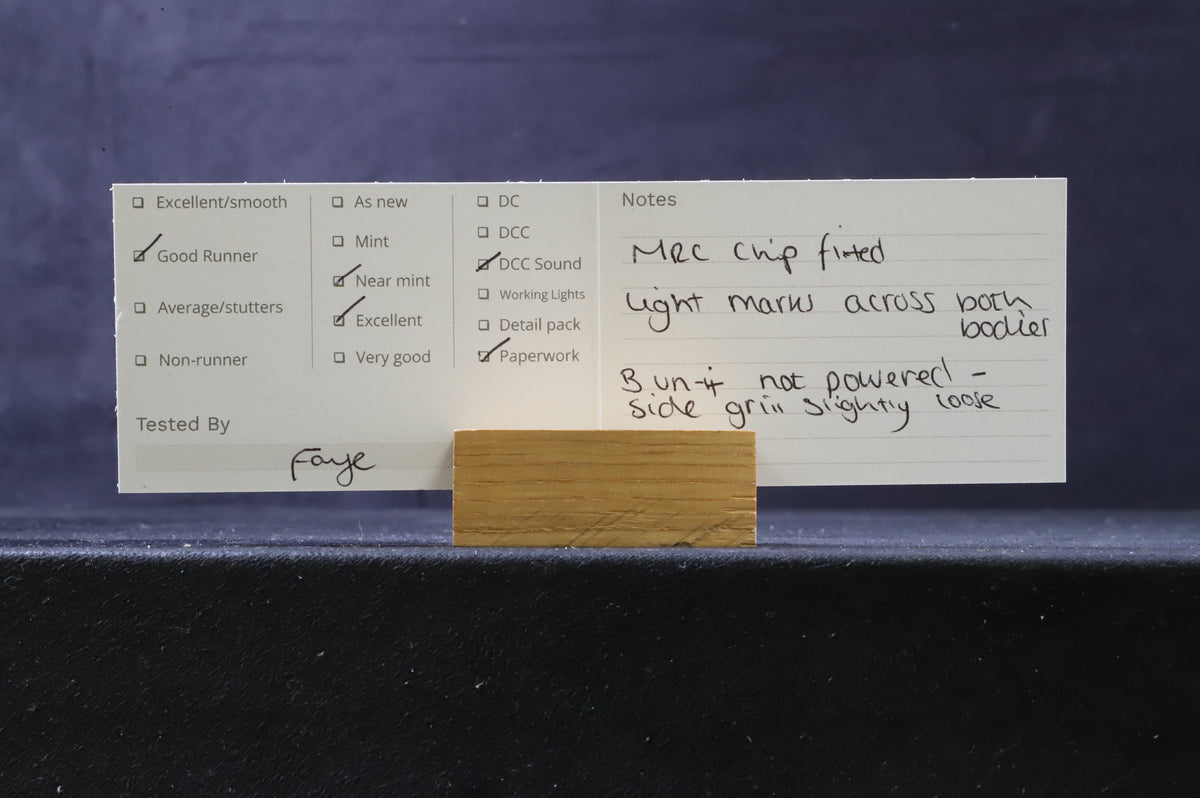 Excellent/smooth
Good Runner
Average/stutters
Non-runner
As new
Mint
Near mint
Excellent
Very good
DC
DCC
DCC Sound
Working Lights
Detail pack
Paperwork
Tested By
Faye
Notes
MRC Chip fitted
Light marks across both
bodies
B unit not powered -
side grill slightly loose